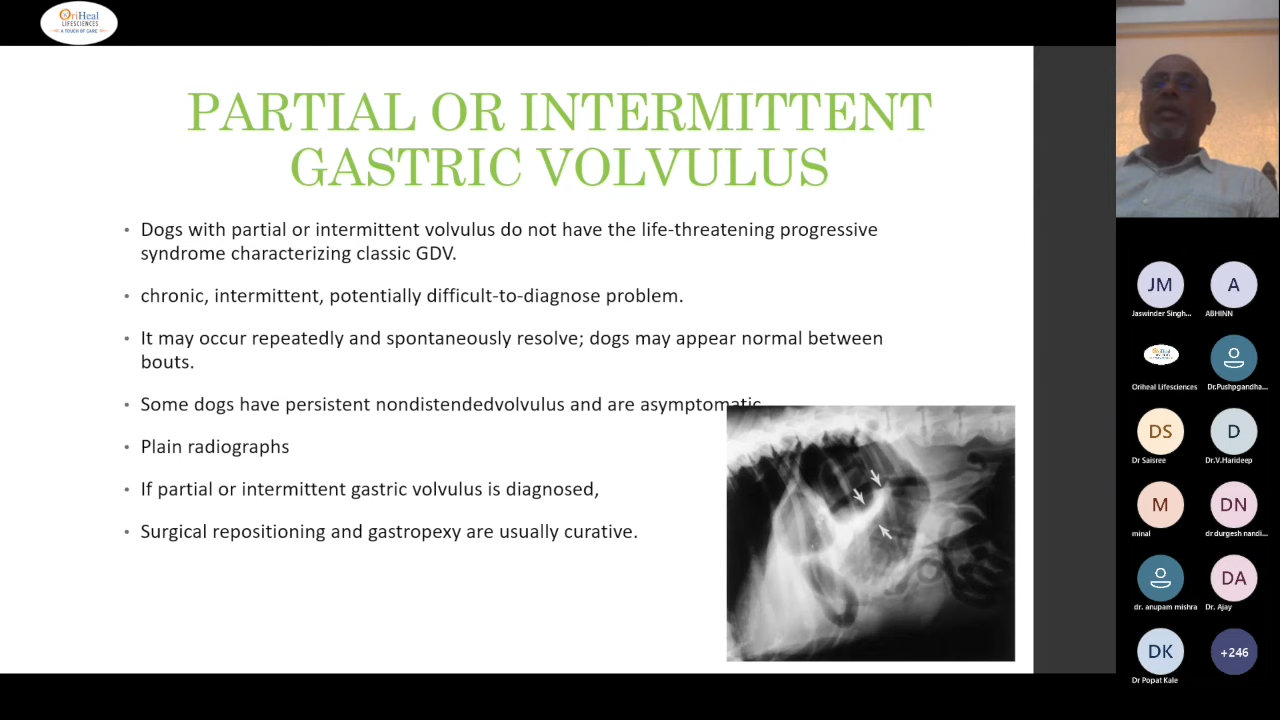 OriHeal
LIFESCIENCES
A TOUCH OF CARE
PARTIAL OR INTERMITTENT
GASTRIC VOLVULUS
• Dogs with partial or intermittent volvulus do not have the life-threatening progressive
syndrome characterizing classic GDV.
• chronic, intermittent, potentially difficult-to-diagnose problem.
• It may occur repeatedly and spontaneously resolve; dogs may appear normal between
bouts.
• Some dogs have persistent nondistendedvolvulus and are asymptomatic
• Plain radiographs
• If partial or intermittent gastric volvulus is diagnosed,
• Surgical repositioning and gastropexy are usually curative.
JM
A
Jaswinder Singh...
ABHINN
Oriheal Lifesciences
Dr.Pushpgandha...
DS
D
Dr Saisree
Dr.V.Harideep
M
DN
minal
dr durgesh nandi...
DA
dr. anupam mishra
Dr. Ajay
DK
+246
Dr Popat Kale